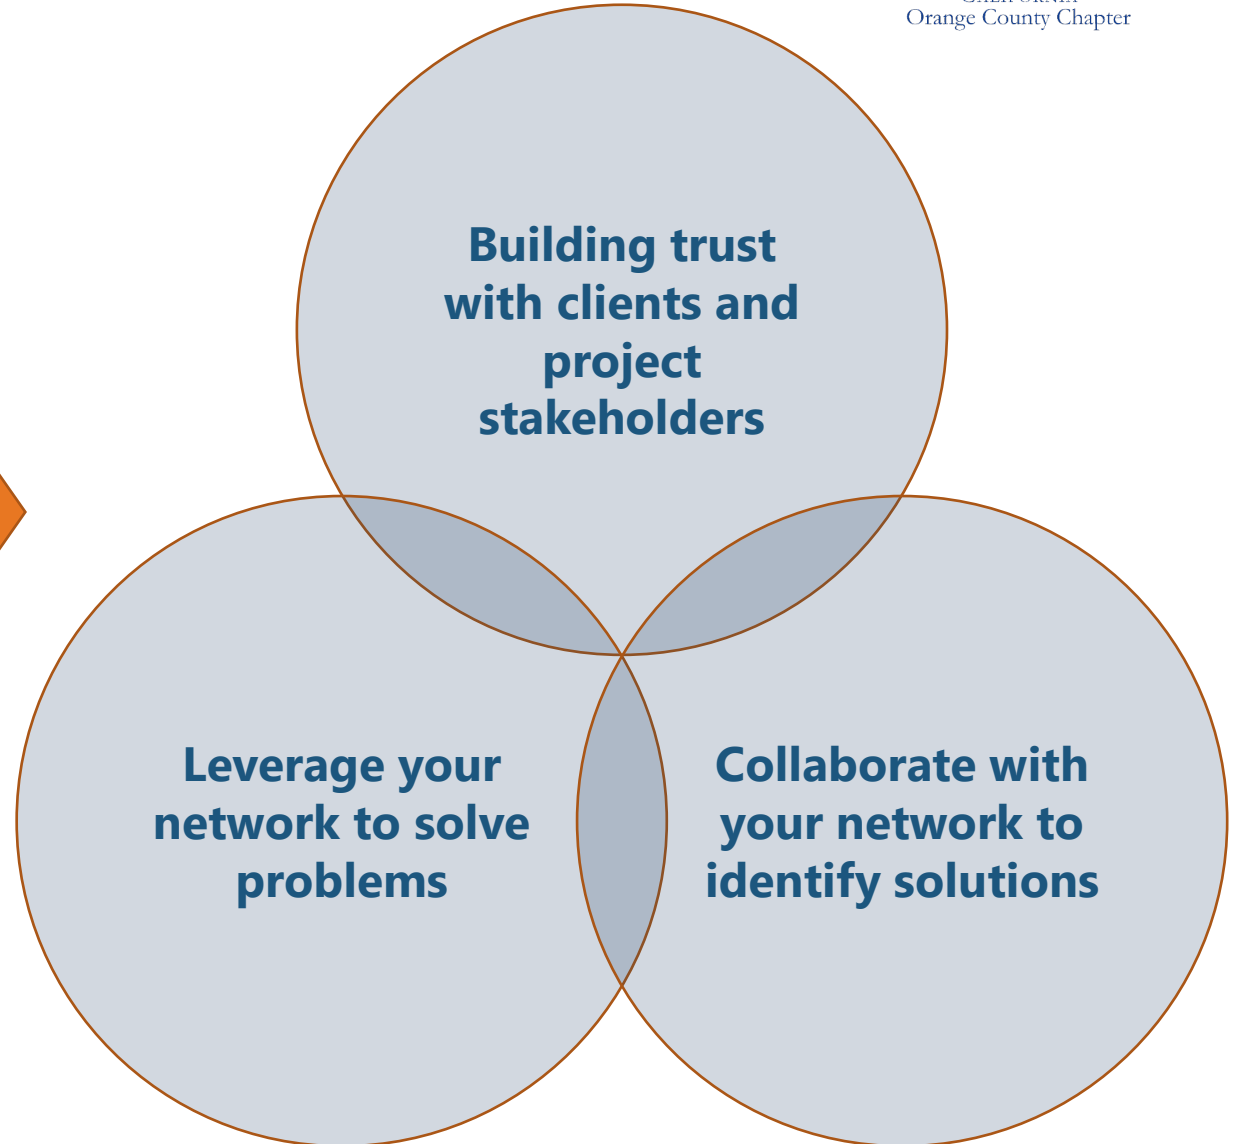 Orange County Chapter
Building trust
with clients and
project
stakeholders
Leverage your
network to solve
problems
Collaborate with
your network to
identify solutions